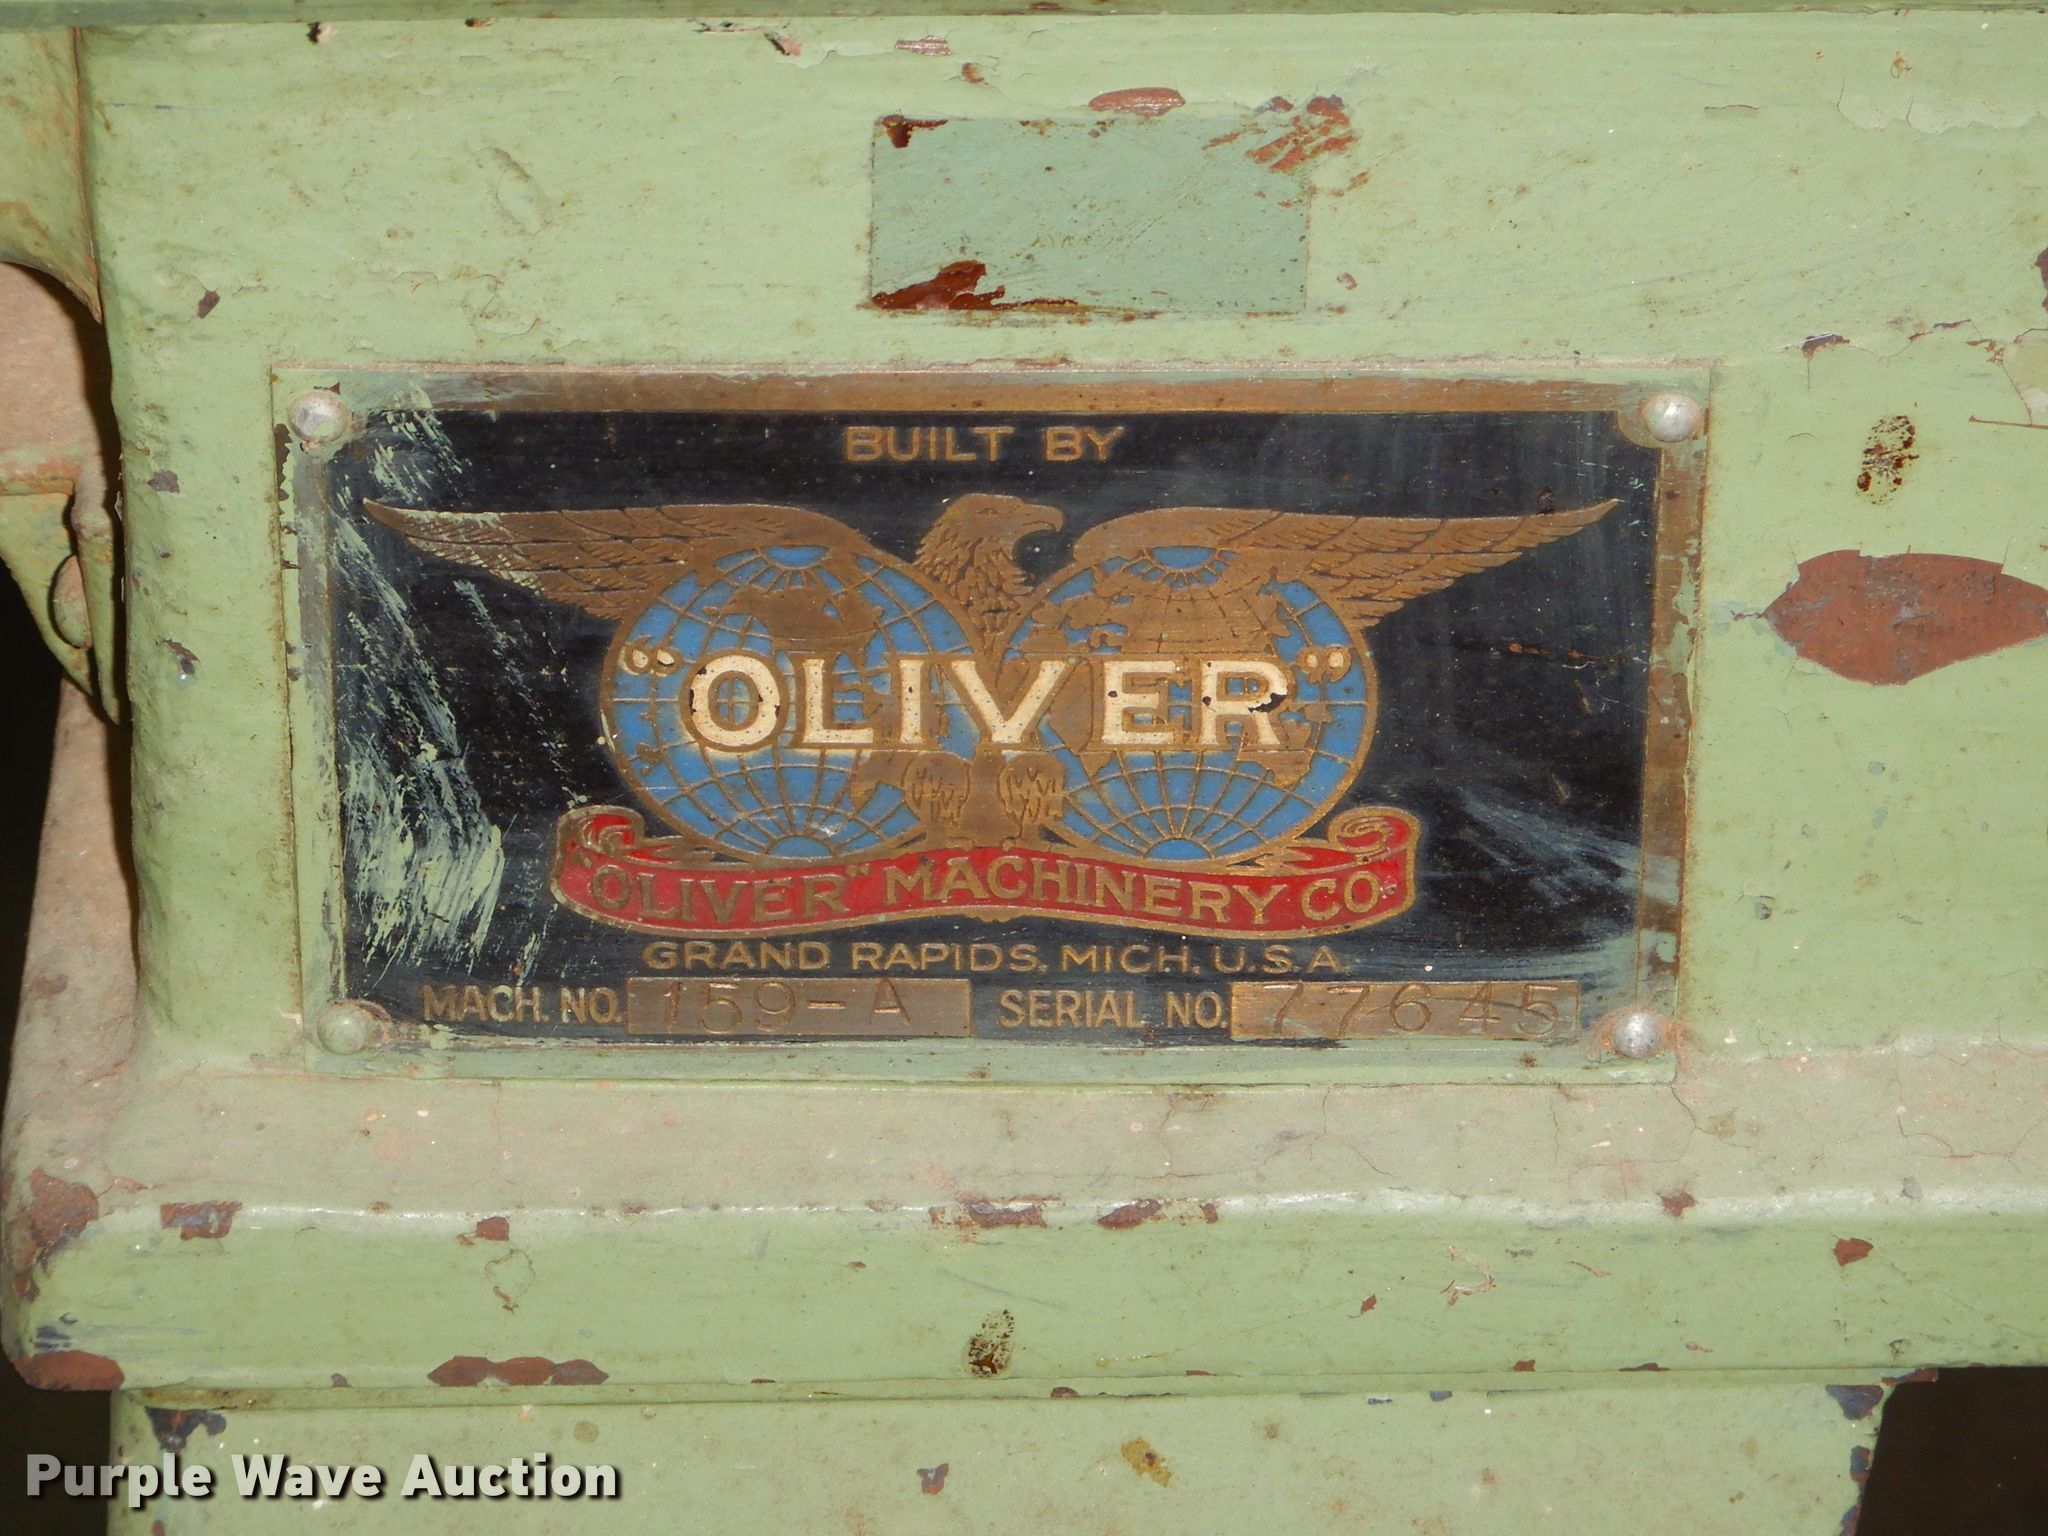 BUILT BY
"OLIVER"
"OLIVER" MACHINERY CO.
GRAND RAPIDS, MICH. U.S.A.
MACH. NO. 159-A SERIAL NO. 77645
Purple Wave Auction